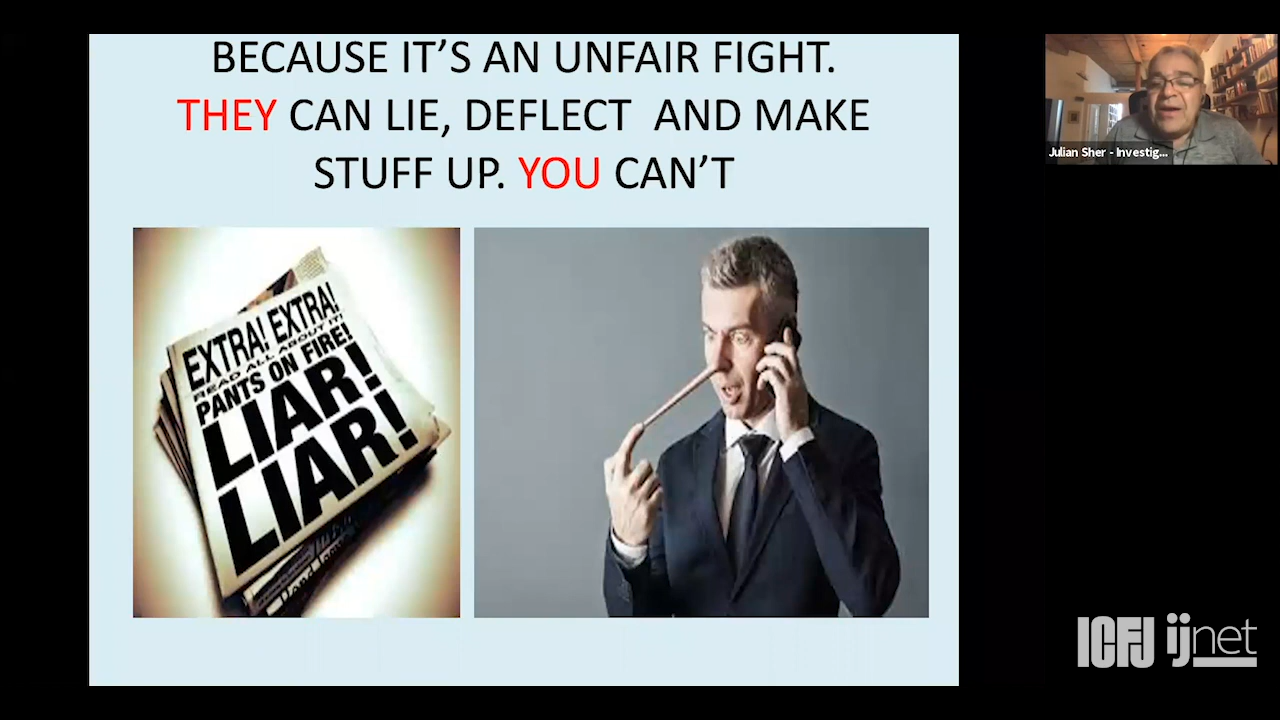 BECAUSE IT’S AN UNFAIR FIGHT.
THEY CAN LIE, DEFLECT  AND MAKE
STUFF UP. YOU CAN’T
EXTRA! EXTRA!
READ ALL ABOUT IT!
PANTS ON FIRE!
LIAR!
LIAR!
Julian Sher - Investig...
ICFJ ijnet